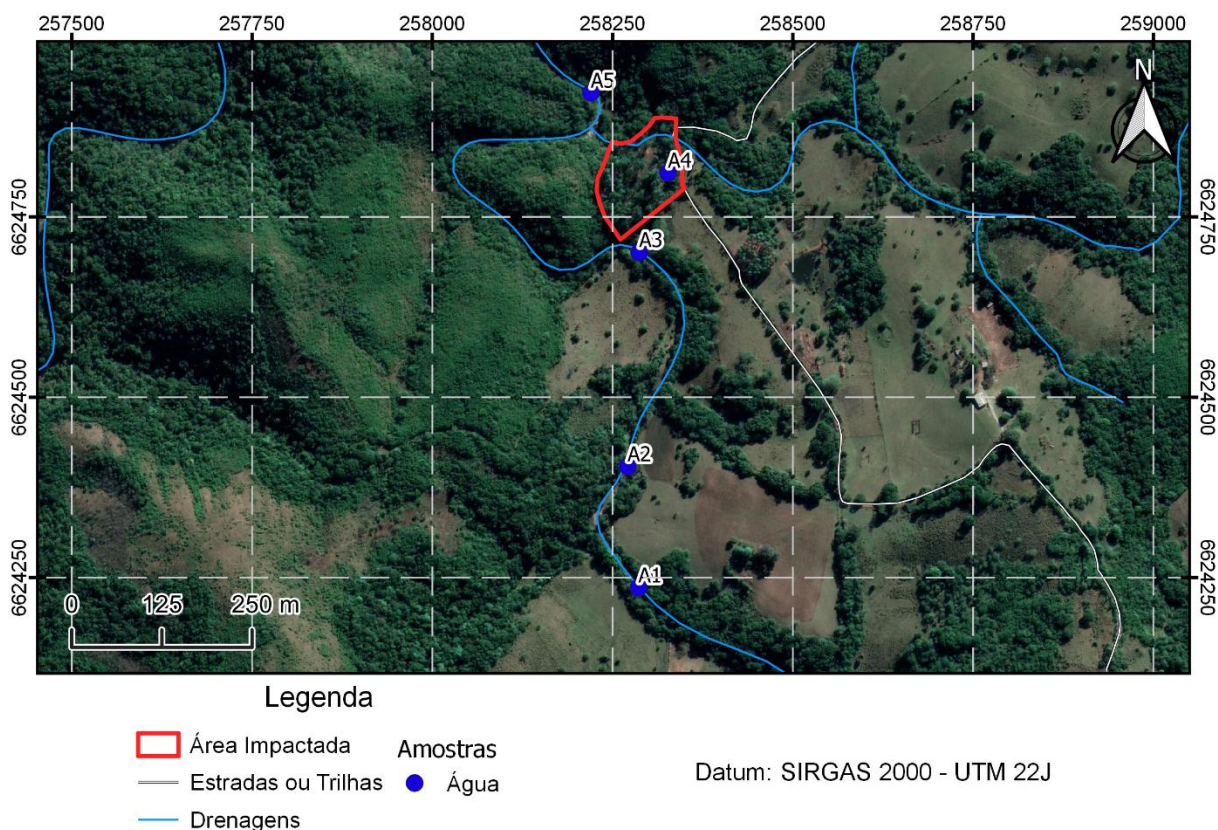 257500 257750 258000 258250 258500 258750 259000
N
A5
A4
6624750 6624750
A3
6624500 6624500
A2
6624250 6624250
A1
0 125 250 m
Legenda
Área Impactada
Amostras
Estradas ou Trilhas
Água
Drenagens
Datum: SIRGAS 2000 - UTM 22J